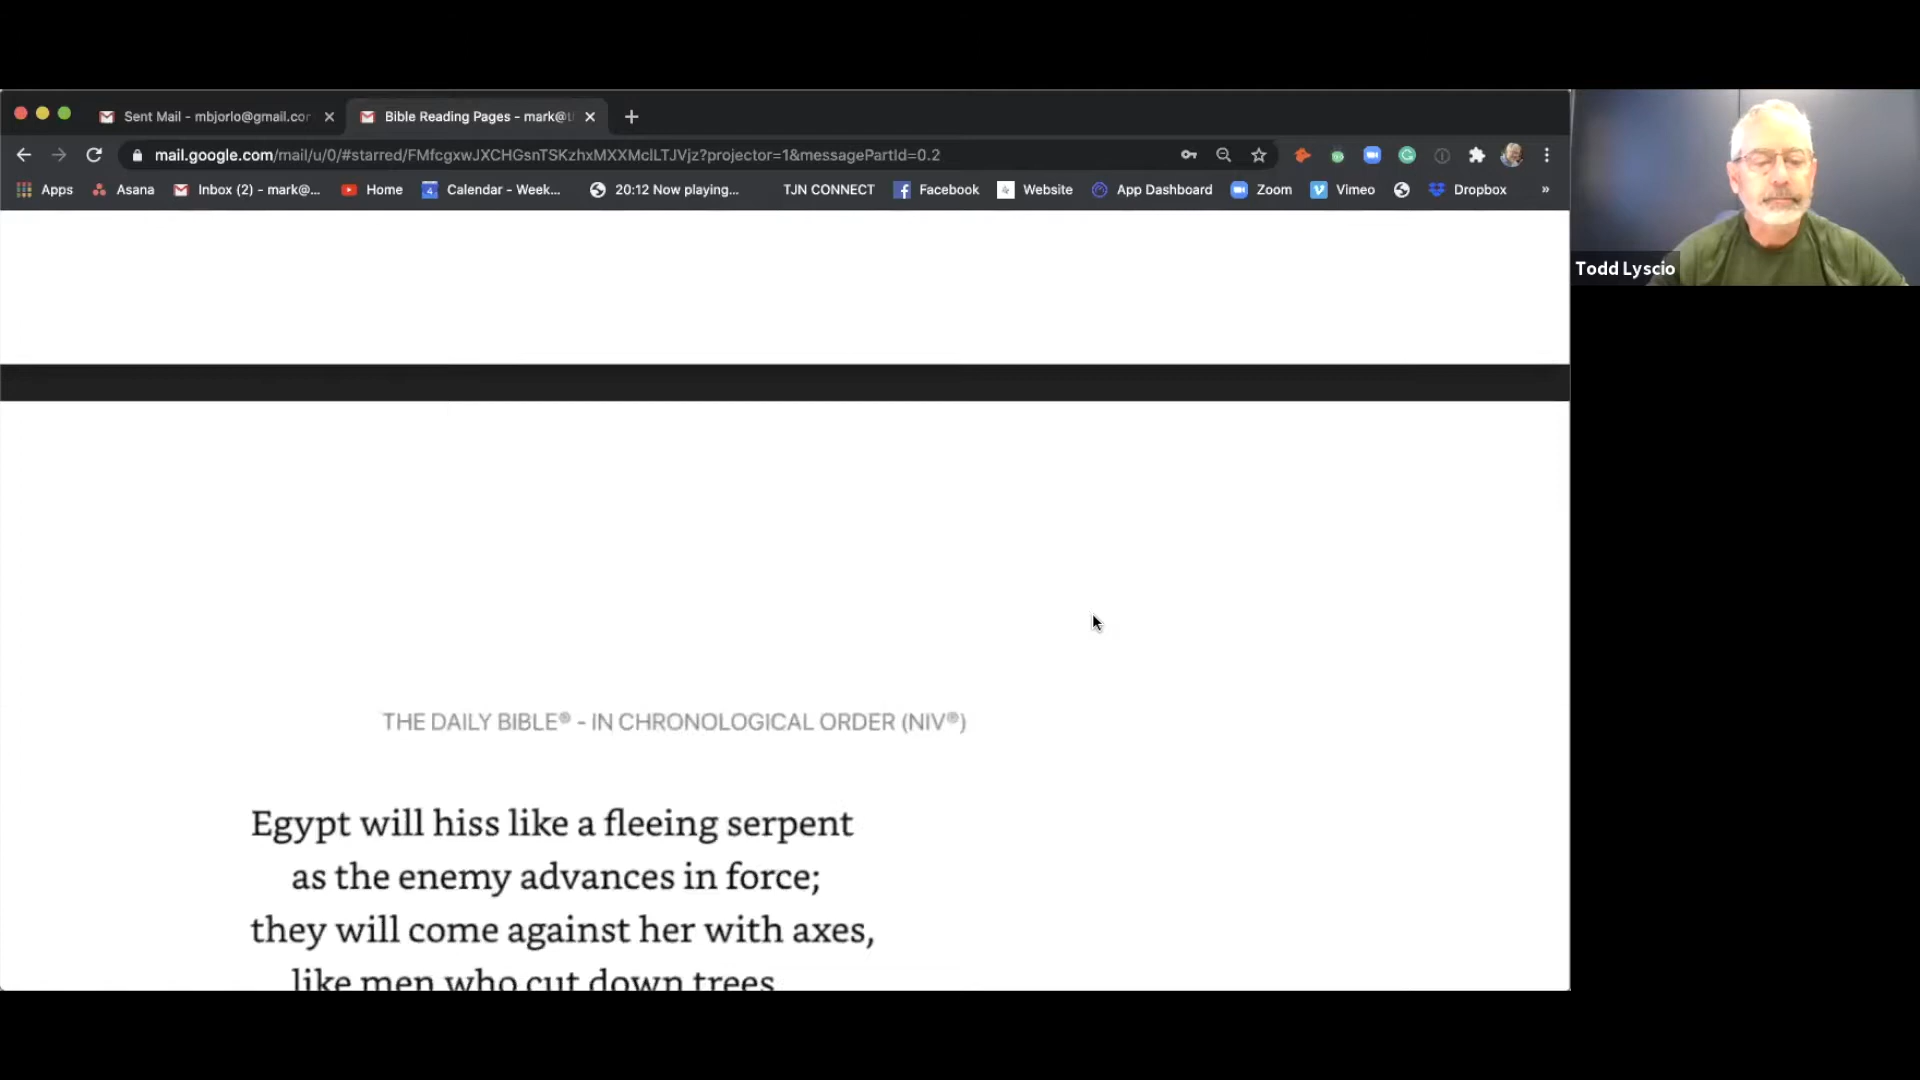 Sent Mail - mbjorlo@gmail.cor
Bible Reading Pages - mark@tl
mail.google.com/mail/u/0/#starred/FMfcgxwJXCHGsnTSKzhxMXXMclLTJVjz?projector=1&messagePartId=0.2
Apps Asana Inbox (2) - mark@... Home Calendar - Week... 20:12 Now playing... TJN CONNECT Facebook Website App Dashboard Zoom Vimeo Dropbox »
Todd Lyscio
THE DAILY BIBLE® - IN CHRONOLOGICAL ORDER (NIV®)
Egypt will hiss like a fleeing serpent
as the enemy advances in force;
they will come against her with axes,
like men who cut down trees